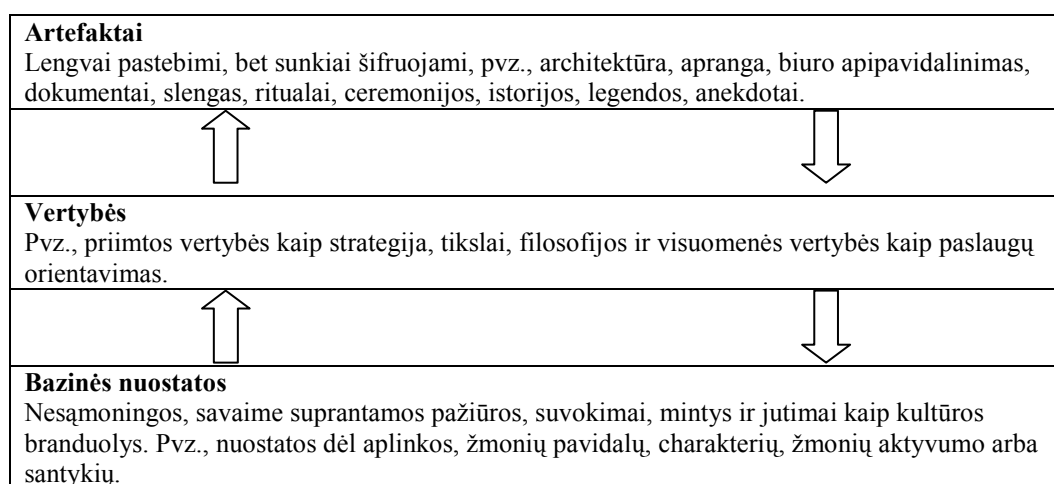 Artefaktai
Lengvai pastebimi, bet sunkiai šifruojami, pvz., architektūra, apranga, biuro apipavidalinimas,
dokumentai, slengas, ritualai, ceremonijos, istorijos, legendos, anekdotai.
Vertybės
Pvz., priimtos vertybės kaip strategija, tikslai, filosofijos ir visuomenės vertybės kaip paslaugų
orientavimas.
Bazinės nuostatos
Nesąmoningos, savaime suprantamos pažiūros, suvokimai, mintys ir jutimai kaip kultūros
branduolys. Pvz., nuostatos dėl aplinkos, žmonių pavidalų, charakterių, žmonių aktyvumo arba
santykių.